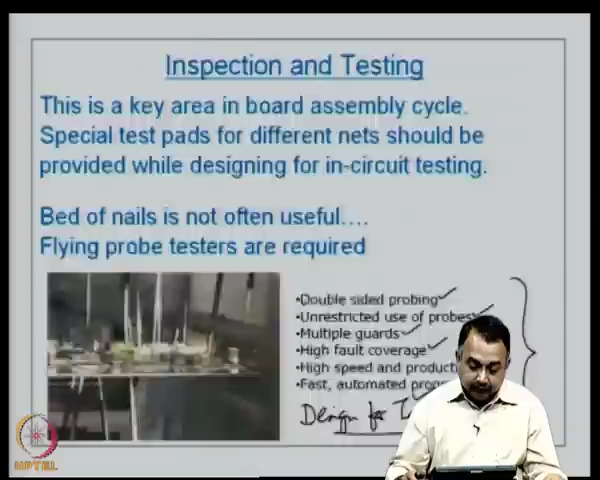 Inspection and Testing
This is a key area in board assembly cycle.
Special test pads for different nets should be
provided while designing for in-circuit testing.
Bed of nails is not often useful....
Flying probe testers are required
•Double sided probing
•Unrestricted use of probes
•Multiple guards
•High fault coverage
•High speed and
•Fast, automated
Design for
NPTEL